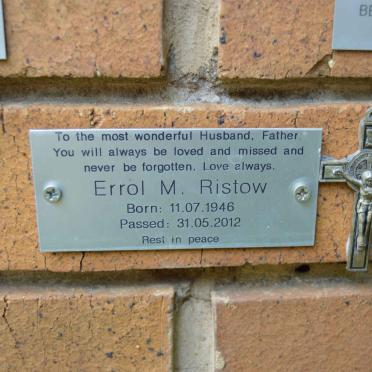 To the most wonderful Husband, Father
You will always be loved and missed and
never be forgotten. Love always.
Errol M. Ristow
Born: 11.07.1946
Passed: 31.05.2012
Rest in peace